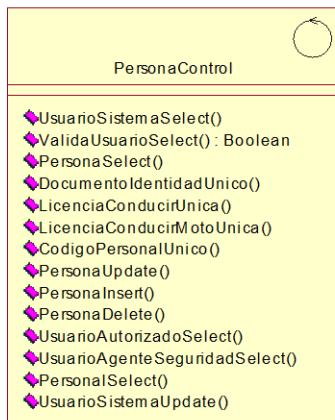 PersonaControl
UsuarioSistemaSelect()
ValidaUsuarioSelect() : Boolean
PersonaSelect()
DocumentoIdentidadUnico()
LicenciaConducirUnica()
LicenciaConducirMotoUnica()
CodigoPersonalUnico()
PersonaUpdate()
PersonaInsert()
PersonaDelete()
UsuarioAutorizadoSelect()
UsuarioAgenteSeguridadSelect()
PersonalSelect()
UsuarioSistemaUpdate()